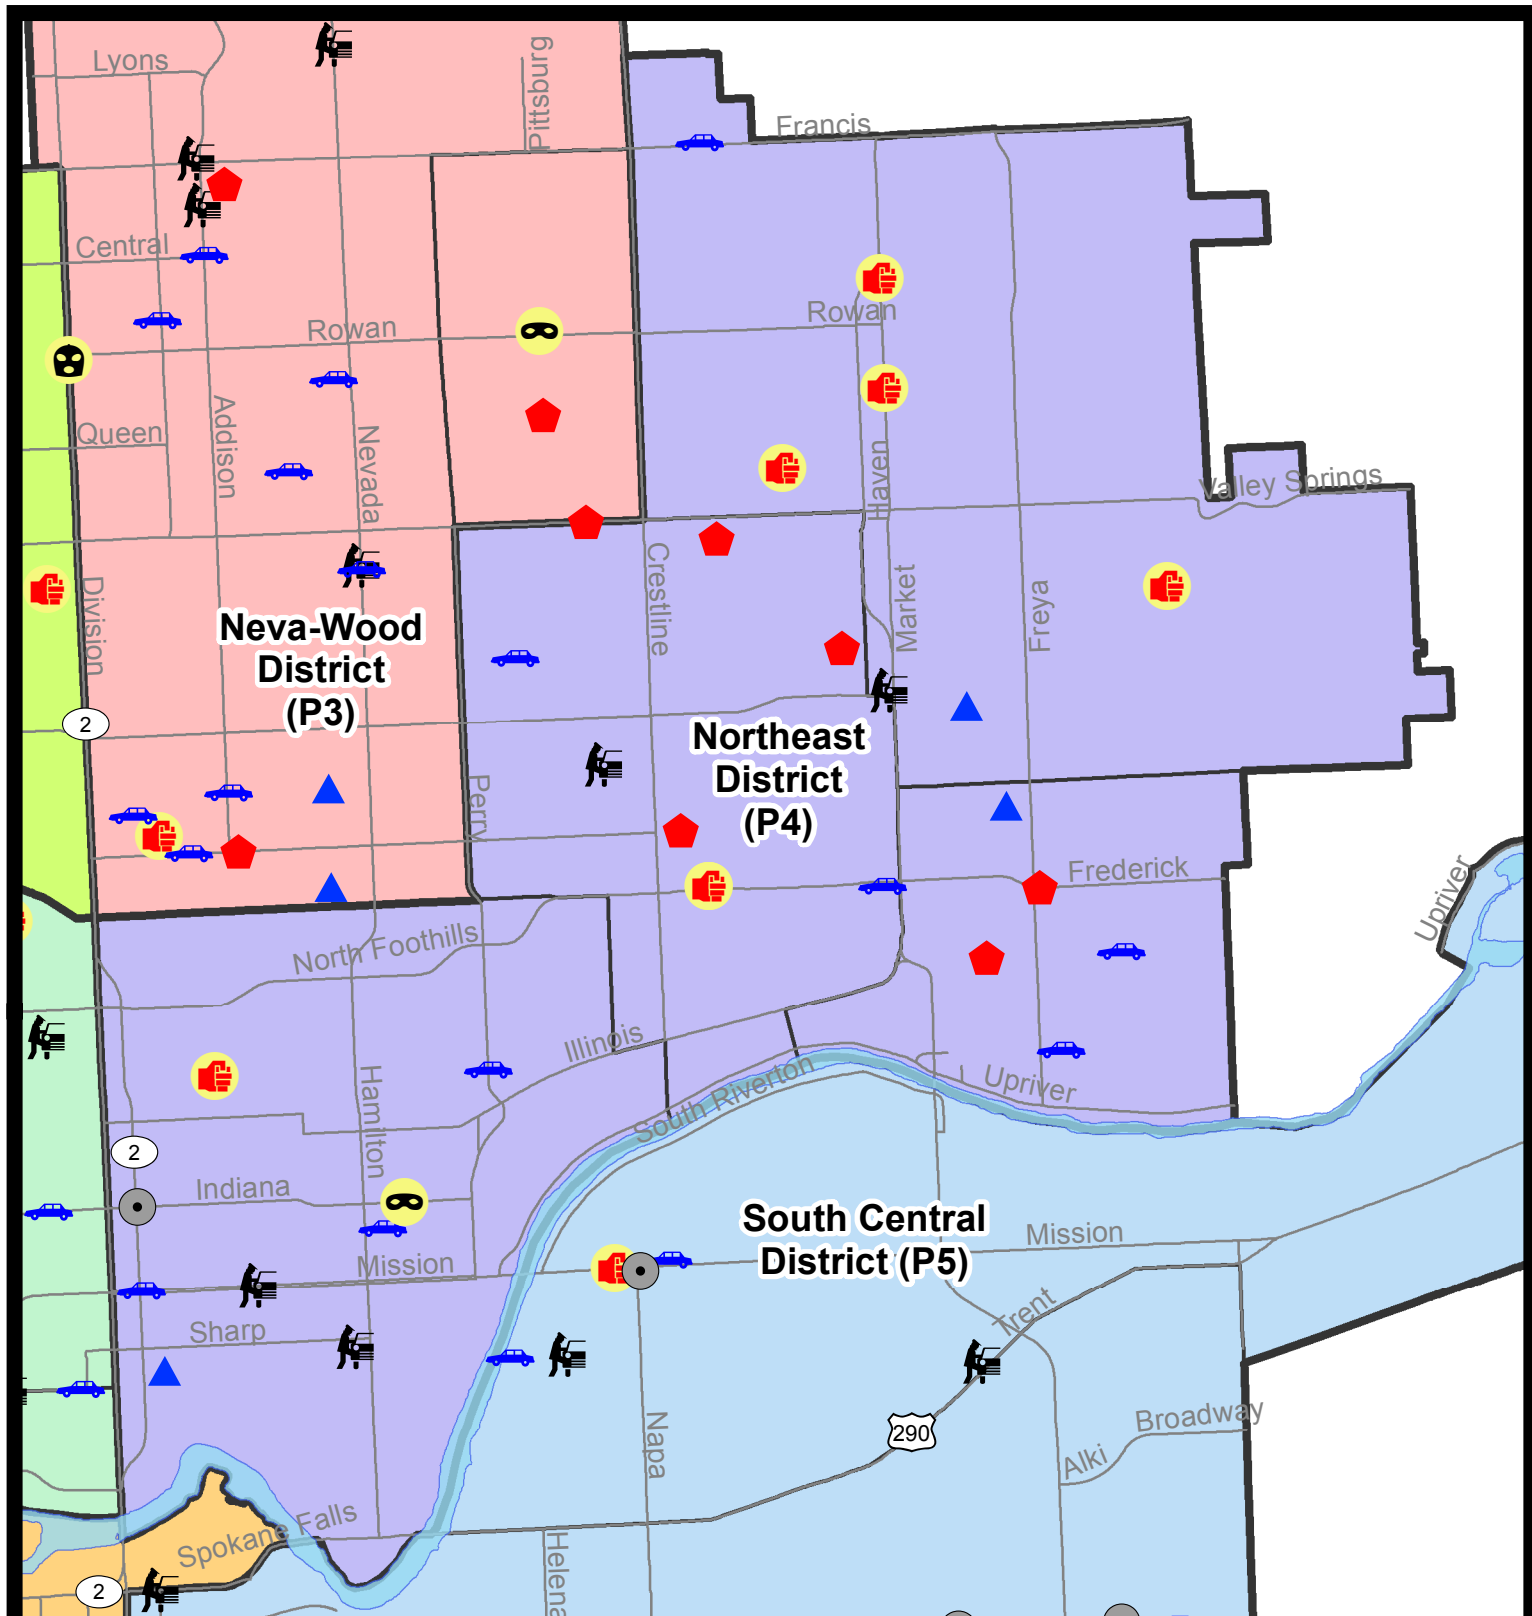 Lyons
Pittsburg
Francis
Central
Rowan
Rowan
Addison
Queen
Nevada
Haven
Valley Springs
Crestline
Division
Market
Freya
Neva-Wood
District
(P3)
2
Northeast
District
(P4)
Perry
Frederick
Upriver
North Foothills
Illinois
South Riverton
Upriver
Hamilton
2
Indiana
South Central
District (P5)
Mission
Mission
Trent
Sharp
Napa
290
Broadway
Alki
Spokane Falls
Helena
2